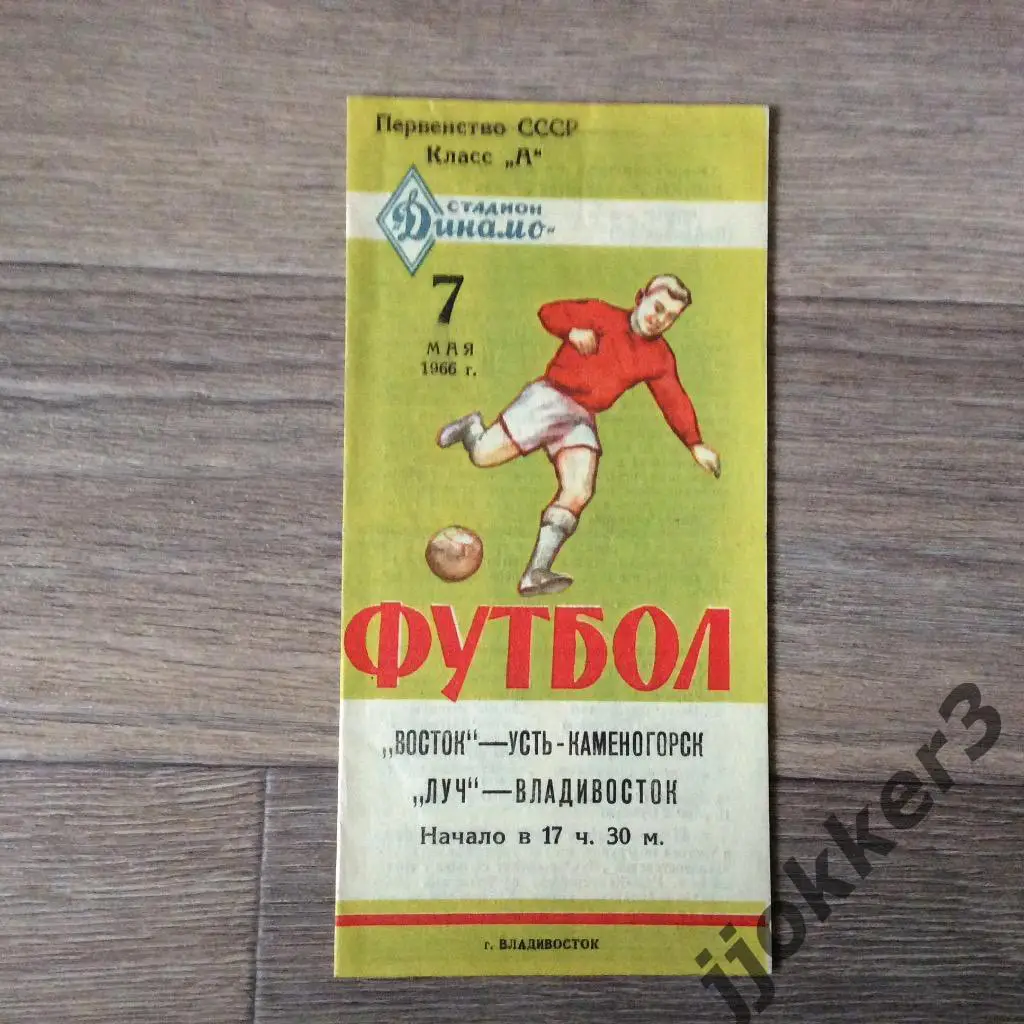 Первенство СССР
Класс „А“
СТАДИОН
Динамо
7
МАЯ
1966 г.
ФУТБОЛ
„ВОСТОК“—УСТЬ-КАМЕНОГОРСК
„ЛУЧ“—ВЛАДИВОСТОК
Начало в 17 ч. 30 м.
г. ВЛАДИВОСТОК
jjokker3